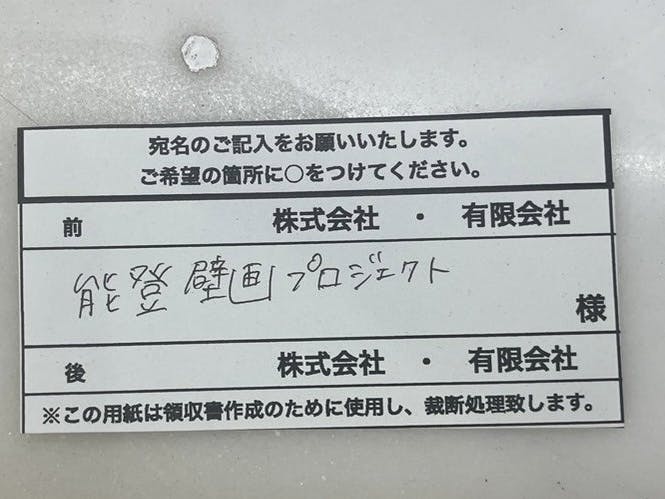 宛名のご記入をお願いいたします。
ご希望の箇所に○をつけてください。
前 株式会社 ・ 有限会社
能登壁画プロジェクト
様
後 株式会社 ・ 有限会社
※この用紙は領収書作成のために使用し、裁断処理致します。